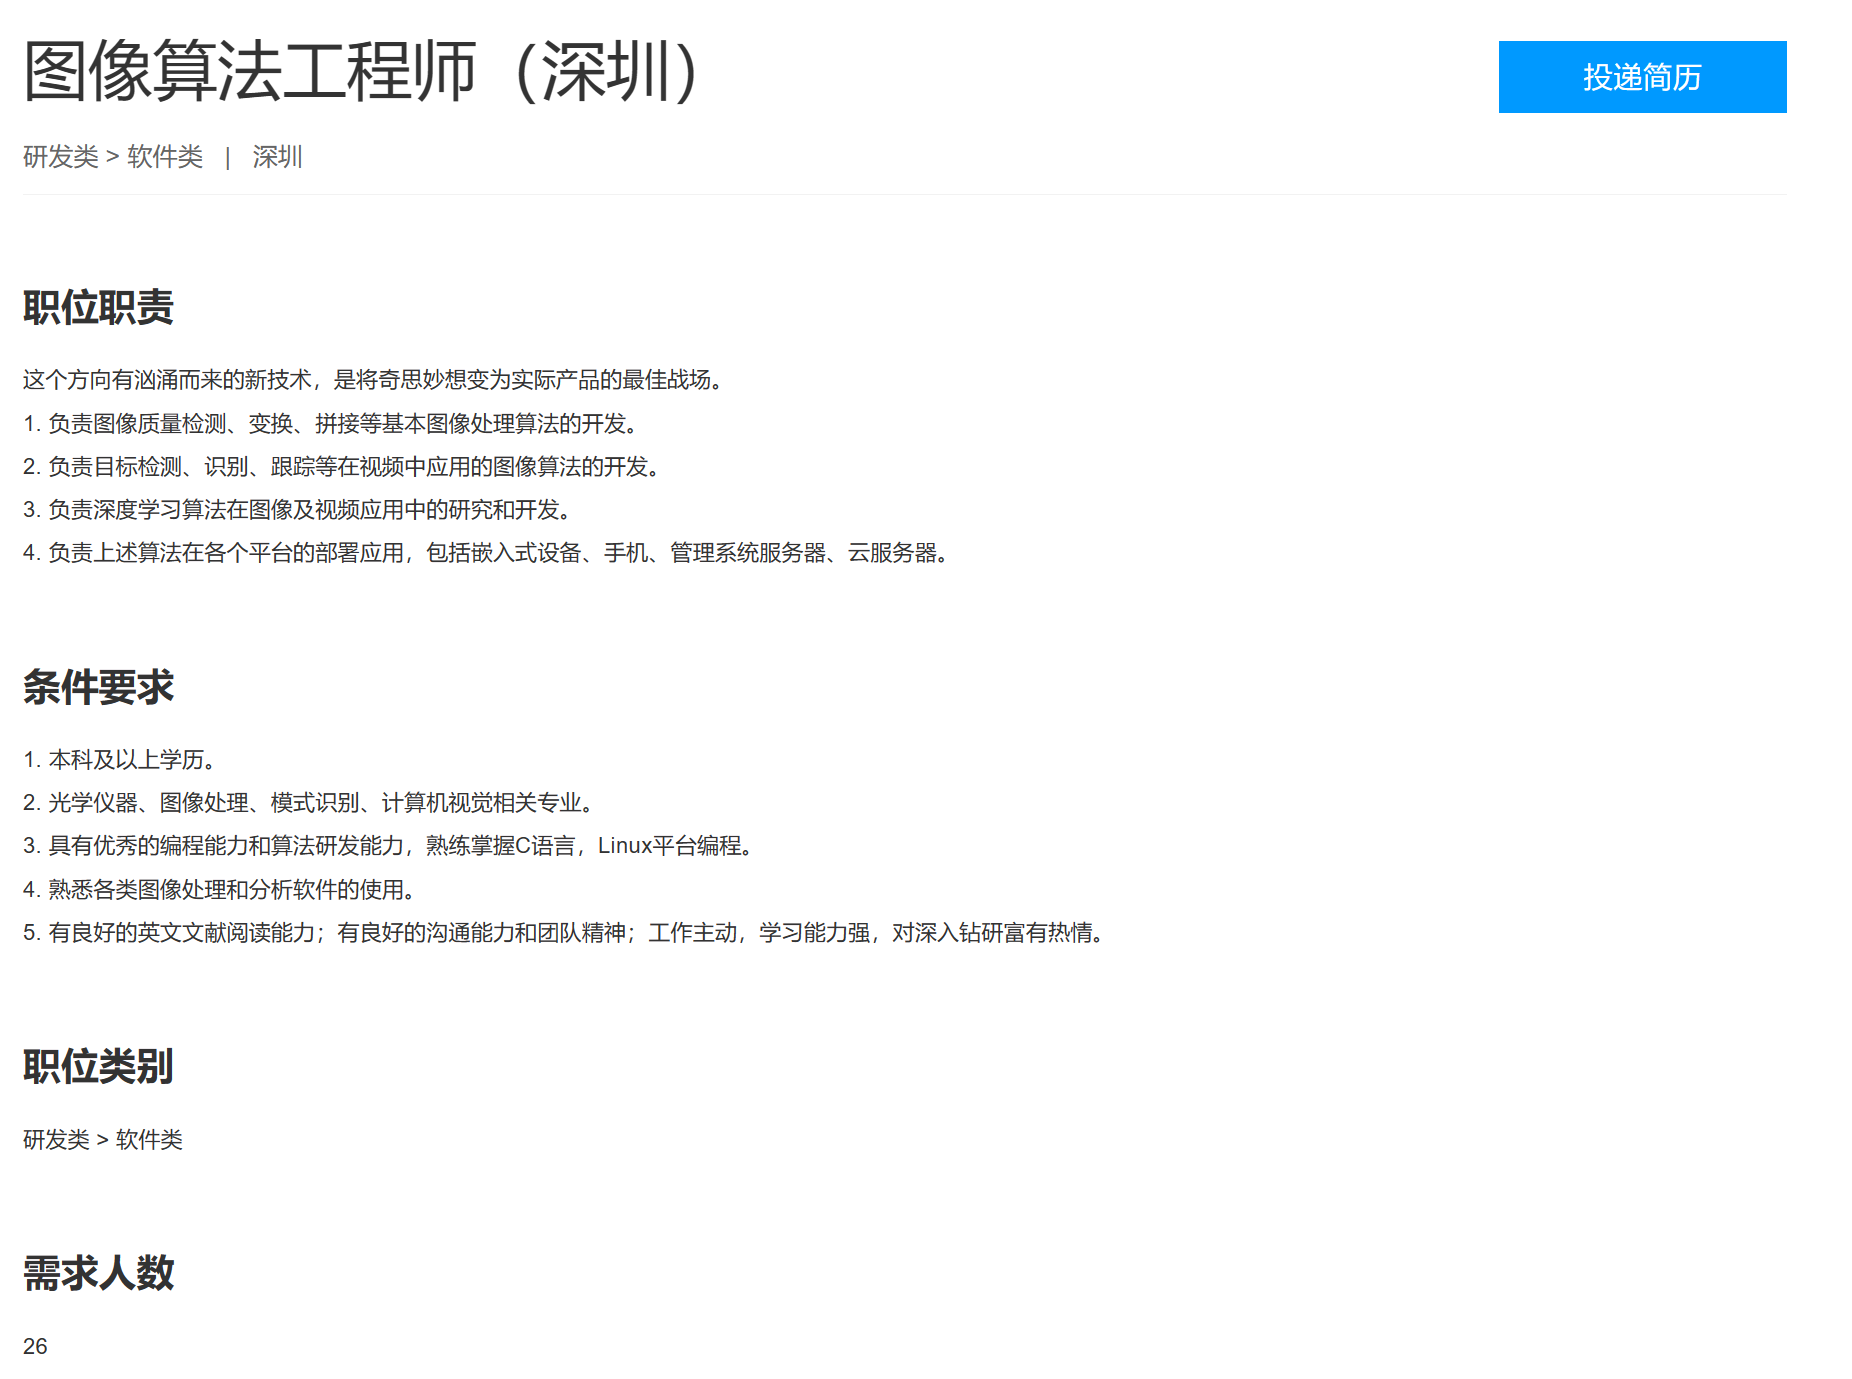 图像算法工程师（深圳）
投递简历
研发类 > 软件类 | 深圳
职位职责
这个方向有汹涌而来的新技术，是将奇思妙想变为实际产品的最佳战场。
1. 负责图像质量检测、变换、拼接等基本图像处理算法的开发。
2. 负责目标检测、识别、跟踪等在视频中应用的图像算法的开发。
3. 负责深度学习算法在图像及视频应用中的研究和开发。
4. 负责上述算法在各个平台的部署应用，包括嵌入式设备、手机、管理系统服务器、云服务器。
条件要求
1. 本科及以上学历。
2. 光学仪器、图像处理、模式识别、计算机视觉相关专业。
3. 具有优秀的编程能力和算法研发能力，熟练掌握C语言，Linux平台编程。
4. 熟悉各类图像处理和分析软件的使用。
5. 有良好的英文文献阅读能力；有良好的沟通能力和团队精神；工作主动，学习能力强，对深入钻研富有热情。
职位类别
研发类 > 软件类
需求人数
26